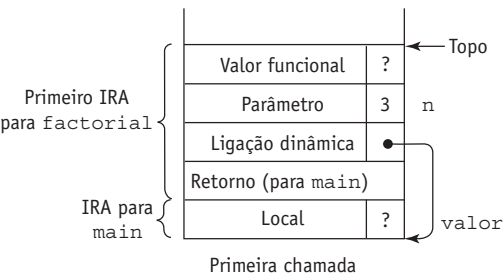 Topo
Valor funcional ?
Primeiro IRA
para factorial
Parâmetro 3 n
Ligação dinâmica
Retorno (para main)
IRA para
main
Local ? valor
Primeira chamada